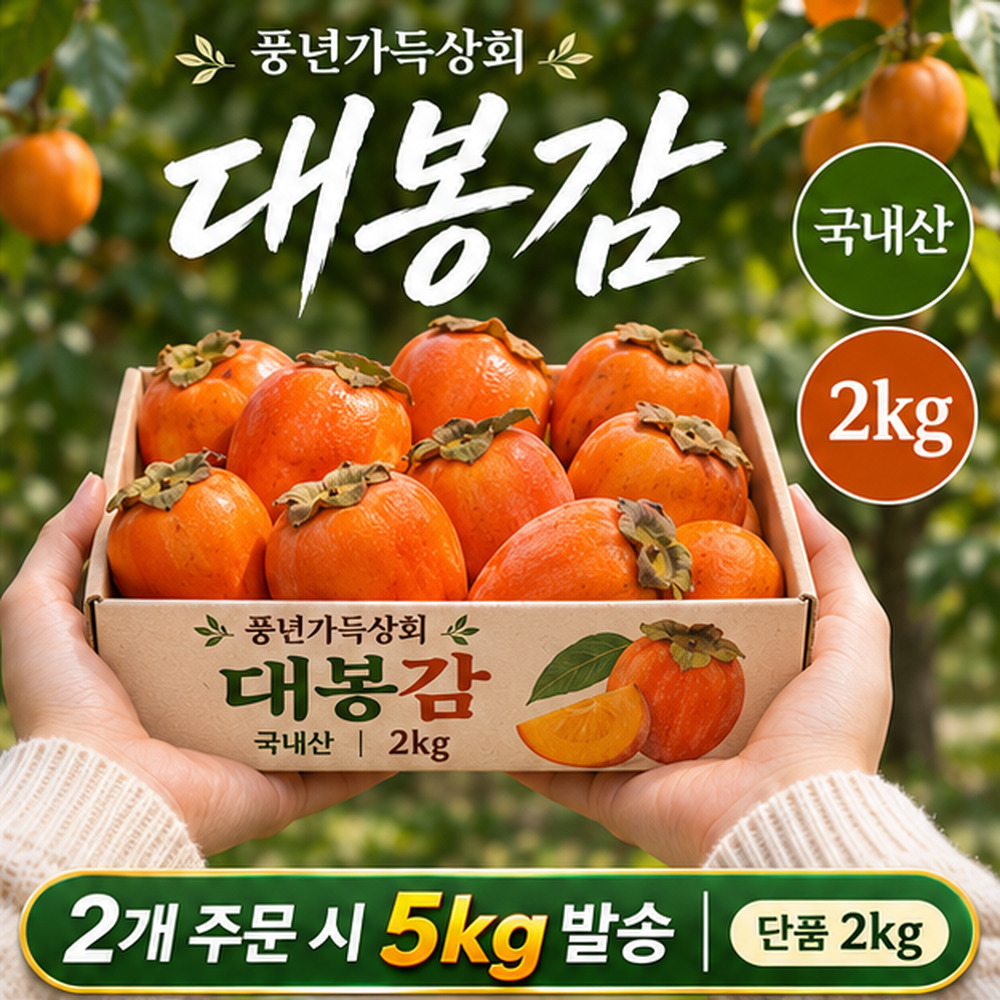 풍년가득상회
대봉감
국내산
2kg
풍년가득상회
대봉감
국내산 | 2kg
2개 주문 시 5kg 발송 | 단품 2kg